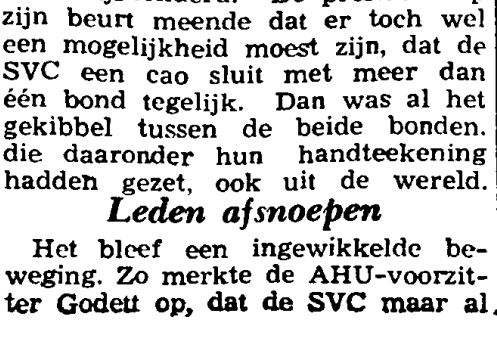 zijn beurt meende dat er toch wel
een mogelijkheid moest zijn, dat de
SVC een cao sluit met meer dan
één bond tegelijk. Dan was al het
gekibbel tussen de beide bonden.
die daaronder hun handteekening
hadden gezet, ook uit de wereld.
Leden afsnoepen
Het bleef een ingewikkelde be-
weging. Zo merkte de AHU-voorzit-
ter Godett op, dat de SVC maar al